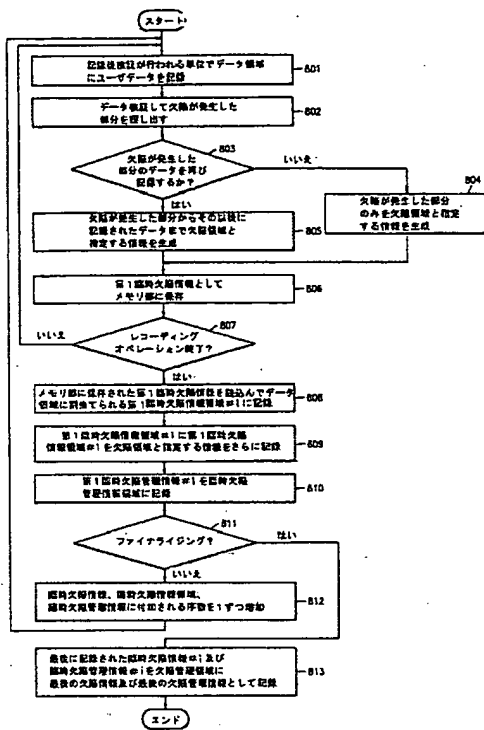 スタート
記録後検証が行われる単位でデータ領域
にユーザデータを記録
801
データ検証して欠陥が発生した
部分を探し出す
802
欠陥が発生した
部分のデータを再び
記録するか？
803
いいえ
はい
804
欠陥が発生した部分
のみを欠陥領域と指定
する情報を生成
欠陥が発生した部分からその以後に
記録されたデータまで欠陥領域と
指定する情報を生成
805
第1臨時欠陥情報として
メモリ部に保存
806
レコーディング
オペレーション終了？
807
いいえ
はい
メモリ部に保存された第1臨時欠陥情報を読込んでデータ
領域に割当てられる第1臨時欠陥情報領域#iに記録
808
第1臨時欠陥情報領域#iに第1臨時欠陥
情報領域#iを欠陥領域と指定する情報をさらに記録
809
第1臨時欠陥管理情報#iを臨時欠陥
管理情報領域に記録
810
ファイナライジング？
811
はい
いいえ
臨時欠陥情報、臨時欠陥情報領域、
臨時欠陥管理情報に付加される序数を1ずつ増加
812
最後に記録された臨時欠陥情報#i及び
臨時欠陥管理情報#iを欠陥管理領域に
最後の欠陥情報及び最後の欠陥管理情報として記録
813
エンド